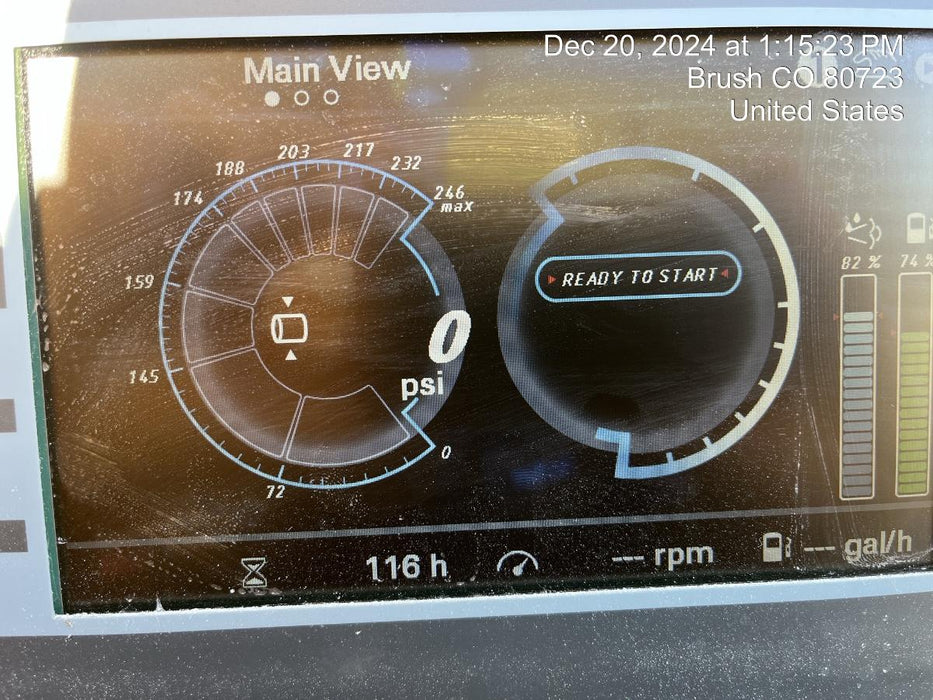 Dec 20, 2024 at 1:15:23 PM
Brush CO 80723
United States
Main View
188
203
217
232
246
max
174
159
145
72
0
0
psi
READY TO START
82 %
74 %
116 h
--- rpm
--- gal/h